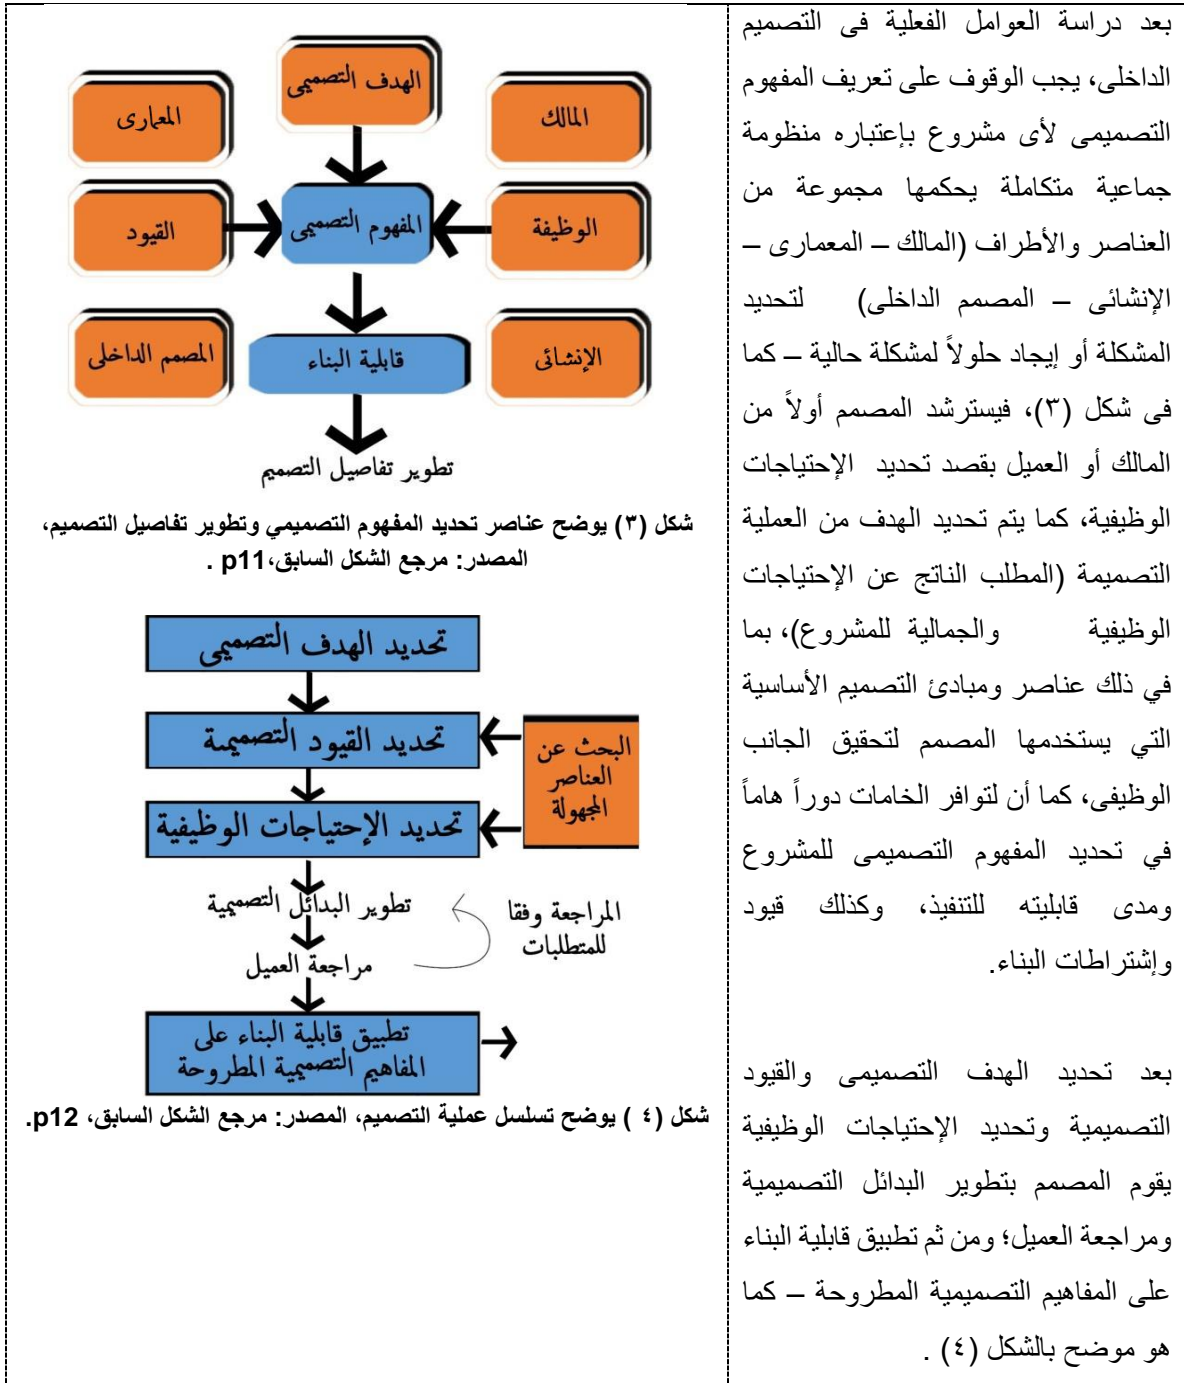 بعد دراسة العوامل الفعلية فى التصميم
الداخلى، يجب الوقوف على تعريف المفهوم
التصميمى لأى مشروع بإعتباره منظومة
جماعية متكاملة يحكمها مجموعة من
العناصر والأطراف (المالك – المعمارى –
الإنشائى – المصمم الداخلى) لتحديد
المشكلة أو إيجاد حلولاً لمشكلة حالية – كما
فى شكل (٣)، فيسترشد المصمم أولاً من
المالك أو العميل بقصد تحديد الإحتياجات
الوظيفية، كما يتم تحديد الهدف من العملية
التصميمة (المطلب الناتج عن الإحتياجات
الوظيفية والجمالية للمشروع)، بما
في ذلك عناصر ومبادئ التصميم الأساسية
التي يستخدمها المصمم لتحقيق الجانب
الوظيفى، كما أن لتوافر الخامات دوراً هاماً
في تحديد المفهوم التصميمى للمشروع
ومدى قابليته للتنفيذ، وكذلك قيود
وإشتراطات البناء.
بعد تحديد الهدف التصميمى والقيود
التصميمية وتحديد الإحتياجات الوظيفية
يقوم المصمم بتطوير البدائل التصميمية
ومراجعة العميل؛ ومن ثم تطبيق قابلية البناء
على المفاهيم التصميمية المطروحة – كما
هو موضح بالشكل (٤) .
الهدف التصميمى
المالك
المعمارى
الوظيفة
المفهوم التصميمى
القيود
الإنشائى
قابلية البناء
المصمم الداخلى
تطوير تفاصيل التصميم
شكل (٣) يوضح عناصر تحديد المفهوم التصميمي وتطوير تفاصيل التصميم،
المصدر: مرجع الشكل السابق،p11 .
تحديد الهدف التصميمى
تحديد القيود التصميمة
البحث عن
العناصر
المجهولة
تحديد الإحتياجات الوظيفية
تطوير البدائل التصميمية
المراجعة وفقا
للمتطلبات
مراجعة العميل
تطبيق قابلية البناء على
المفاهيم التصميمية المطروحة
شكل (٤ ) يوضح تسلسل عملية التصميم، المصدر: مرجع الشكل السابق، p12.